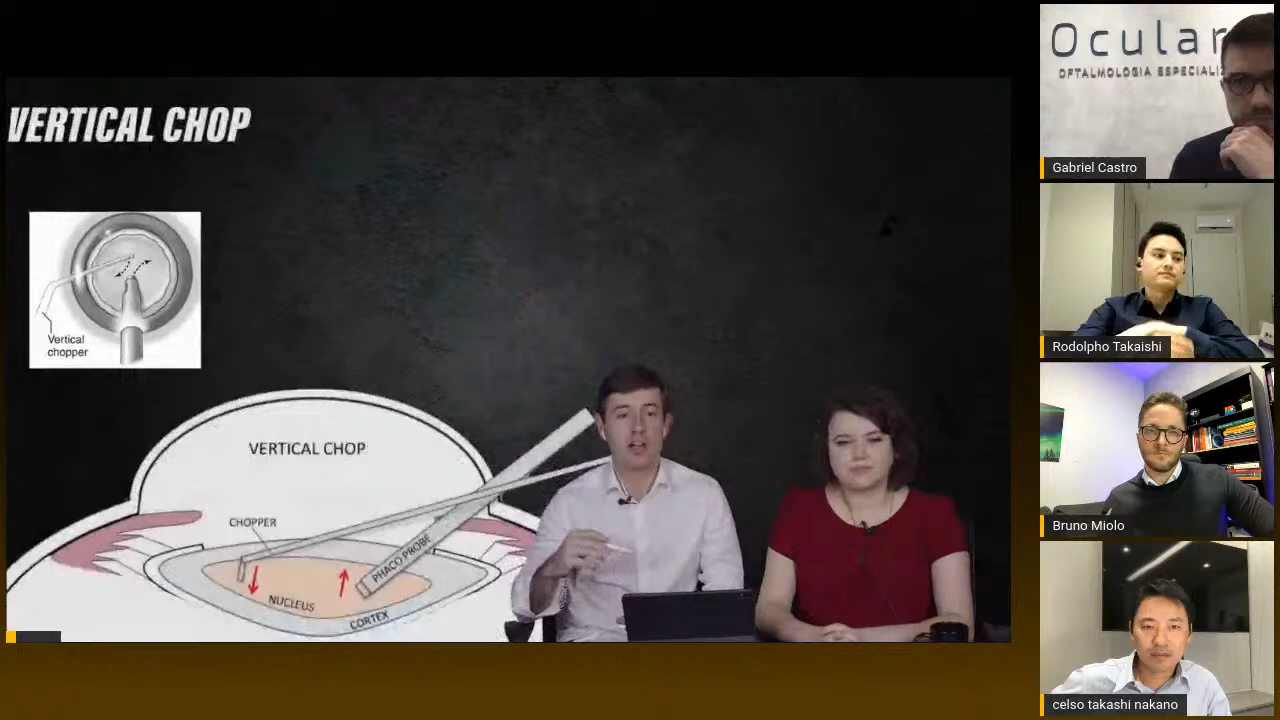 VERTICAL CHOP
Vertical
chopper
VERTICAL CHOP
CHOPPER
PHACO PROBE
NUCLEUS
CORTEX
Ocular
OFTALMOLOGIA
Gabriel Castro
Rodolpho Takaishi
Bruno Miolo
celso takashi nakano